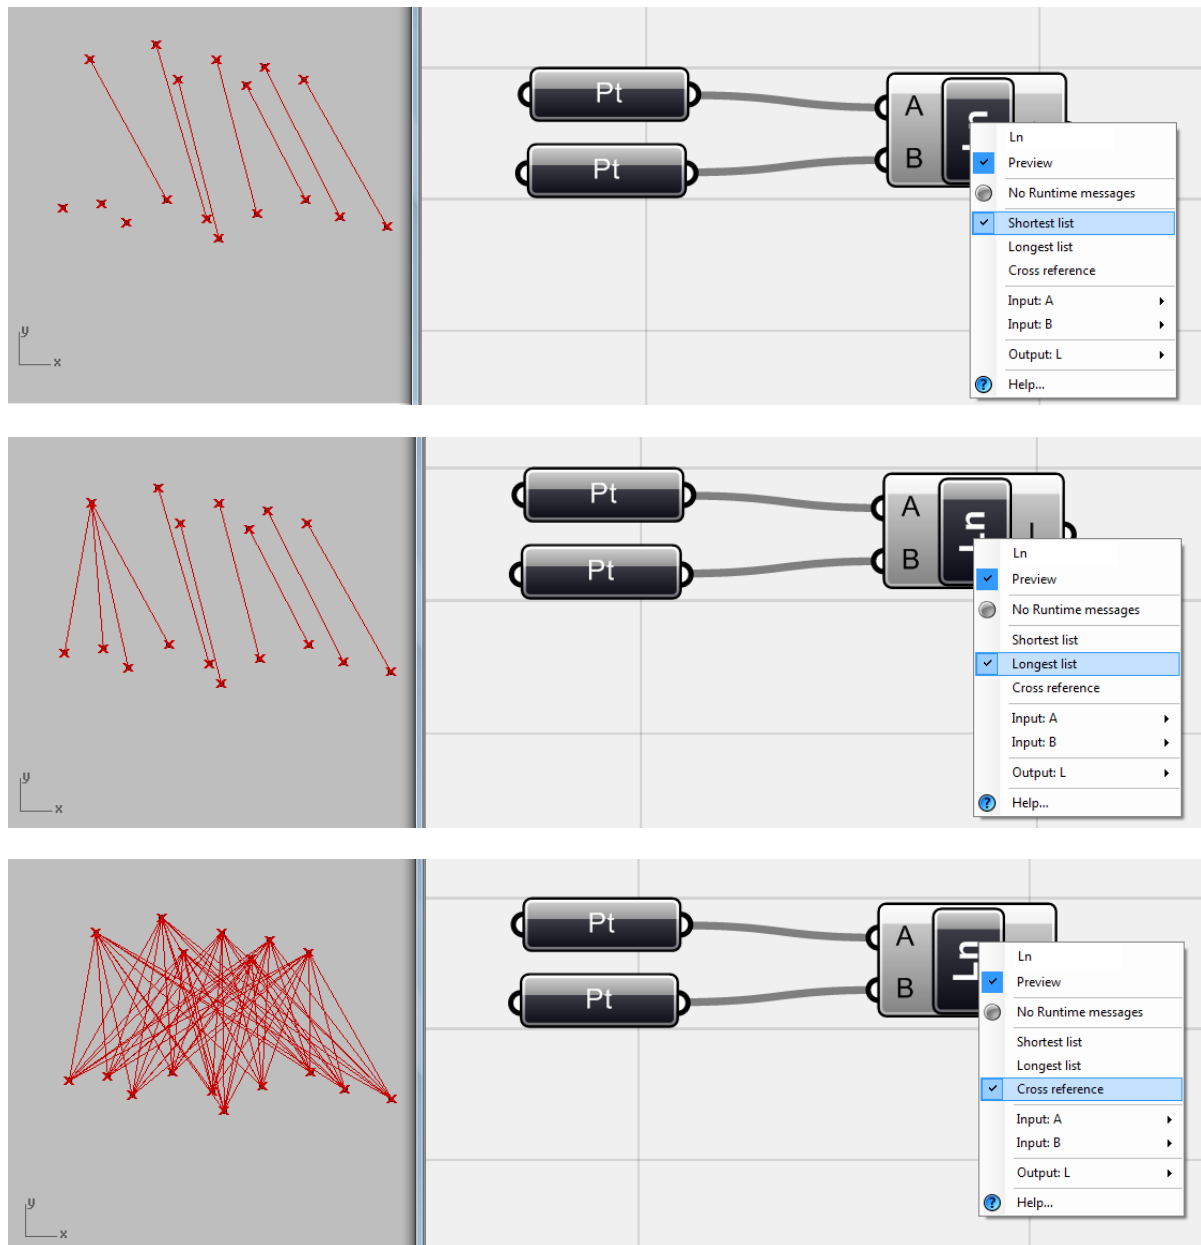 Pt
Pt
A
B
Ln
Preview
No Runtime messages
Shortest list
Longest list
Cross reference
Input: A
Input: B
Output: L
Help...
y
x
Pt
Pt
A
B
Ln
L
Ln
Preview
No Runtime messages
Shortest list
Longest list
Cross reference
Input: A
Input: B
Output: L
Help...
y
x
Pt
Pt
A
B
Ln
Ln
Preview
No Runtime messages
Shortest list
Longest list
Cross reference
Input: A
Input: B
Output: L
Help...
y
x